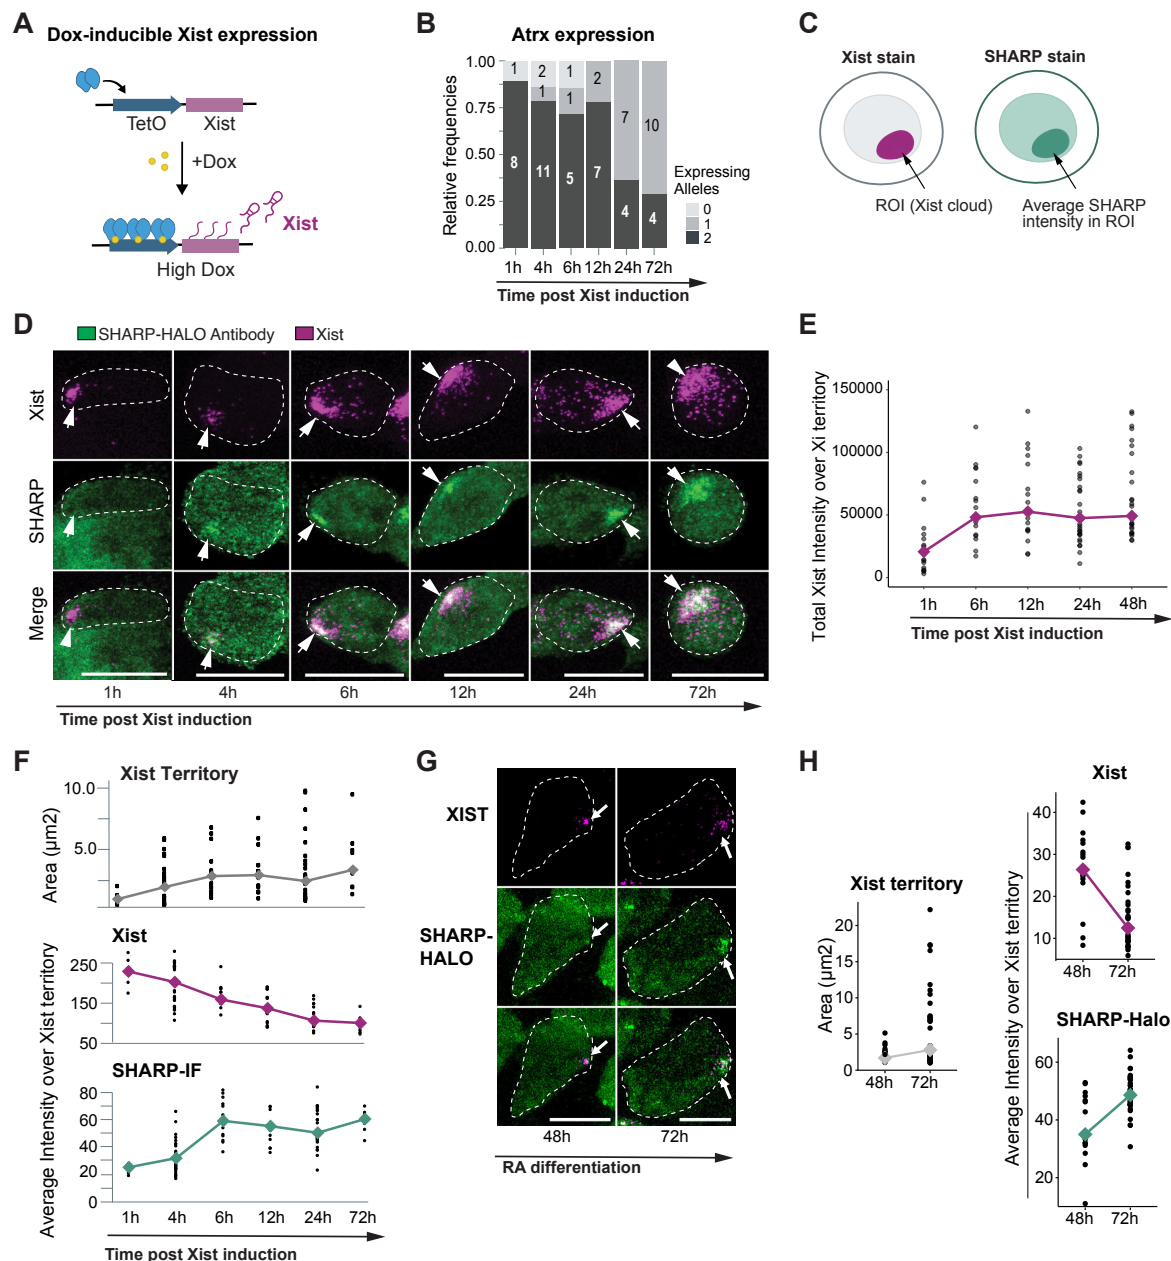 A
Dox-inducible Xist expression
TetO
Xist
+Dox
Xist
High Dox
B
Atrx expression
Relative frequencies
1.00
0.75
0.50
0.25
0.00
1
2
1
2
1
1
7
10
8
11
5
7
4
4
1h 4h 6h 12h 24h 72h
Time post Xist induction
Expressing
Alleles
0
1
2
C
Xist stain
SHARP stain
ROI (Xist cloud)
Average SHARP
intensity in ROI
D
SHARP-HALO Antibody
Xist
Xist
SHARP
Merge
1h 4h 6h 12h 24h 72h
Time post Xist induction
E
Total Xist Intensity over Xi territory
150000
100000
50000
0
1h 6h 12h 24h 48h
Time post Xist induction
F
Xist Territory
Area (µm2)
10.0
5.0
Average Intensity over Xist territory
Xist
250
150
50
SHARP-IF
80
60
40
20
0
1h 4h 6h 12h 24h 72h
Time post Xist induction
G
XIST
SHARP-
HALO
48h 72h
RA differentiation
H
Xist territory
Area (µm2)
20
15
10
5
0
48h 72h
Average Intensity over Xist territory
Xist
40
30
20
10
48h 72h
SHARP-Halo
60
40
20
48h 72h